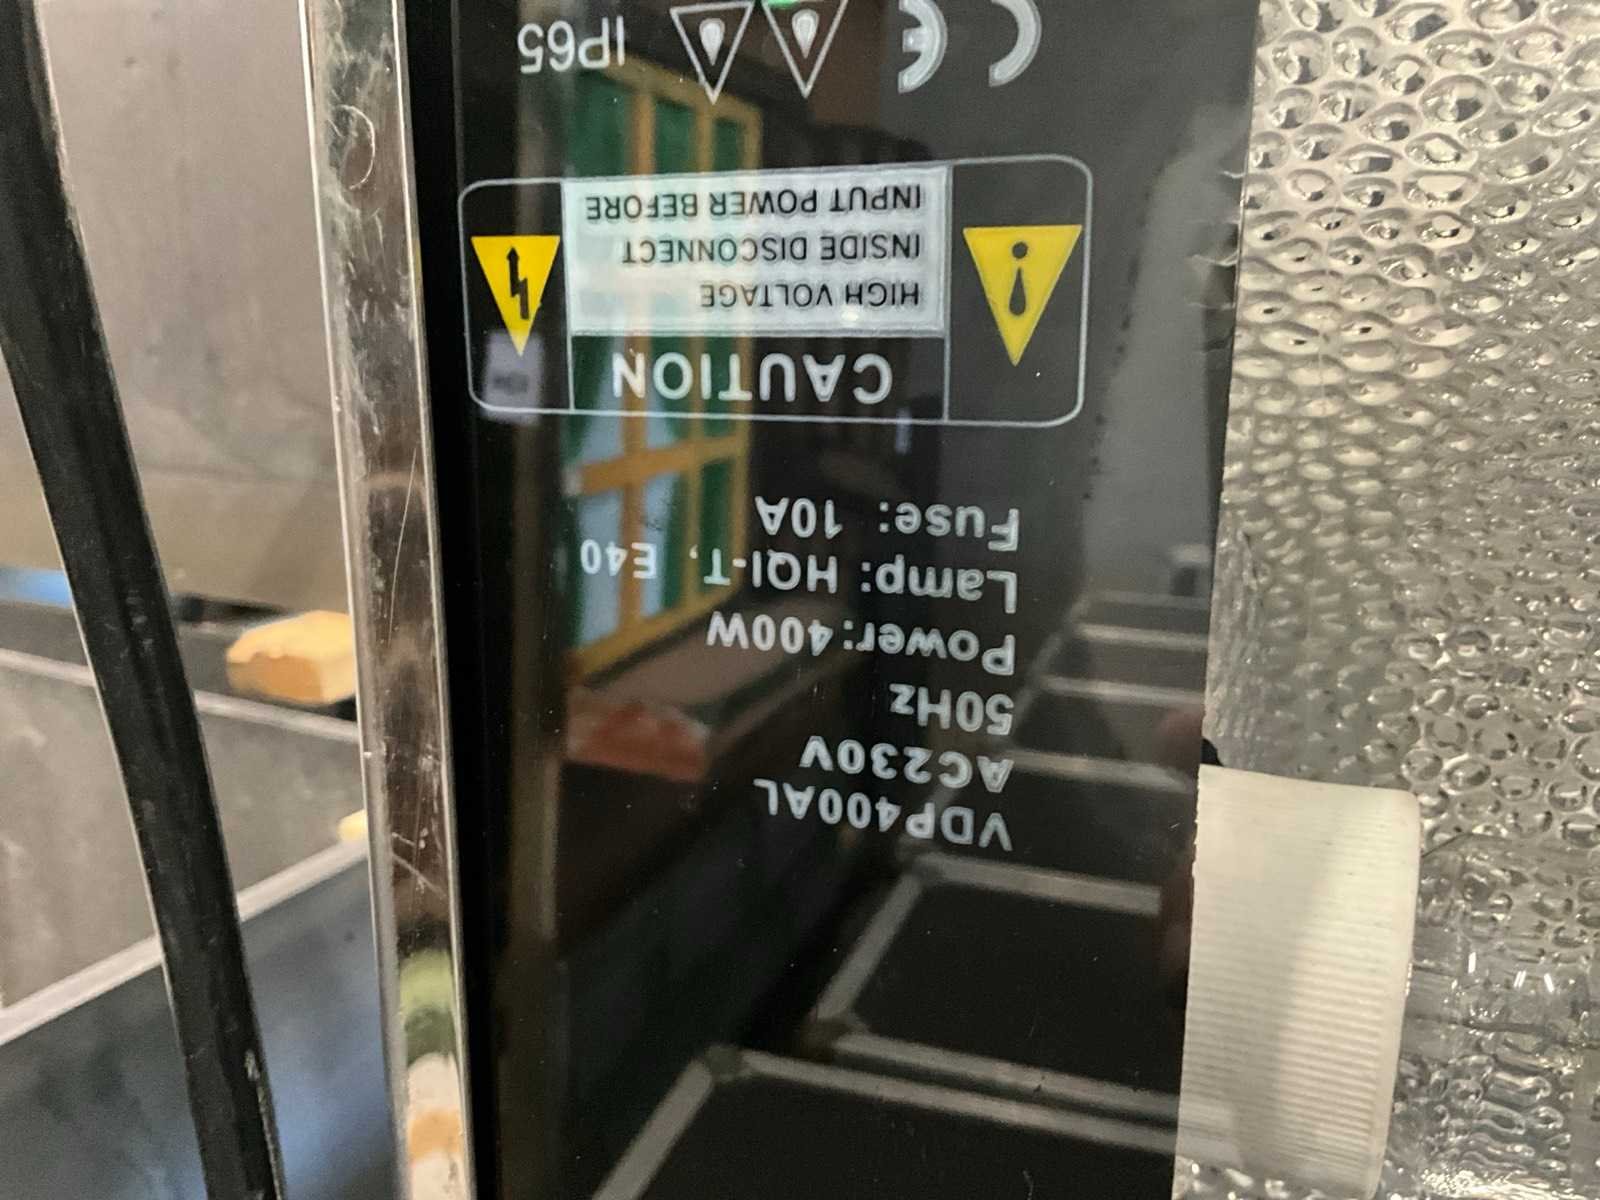 VDP400AL
AC230V
50Hz
Power: 400W
Lamp: HQI-T, E40
Fuse: 10A
CAUTION
HIGH VOLTAGE
INSIDE DISCONNECT
INPUT POWER BEFORE
CE IP65